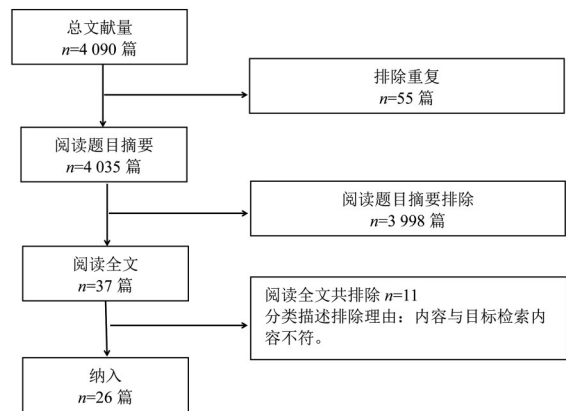 总文献量
n=4 090 篇
排除重复
n=55 篇
阅读题目摘要
n=4 035 篇
阅读题目摘要排除
n=3 998 篇
阅读全文
n=37 篇
阅读全文共排除 n=11
分类描述排除理由：内容与目标检索内
容不符。
纳入
n=26 篇